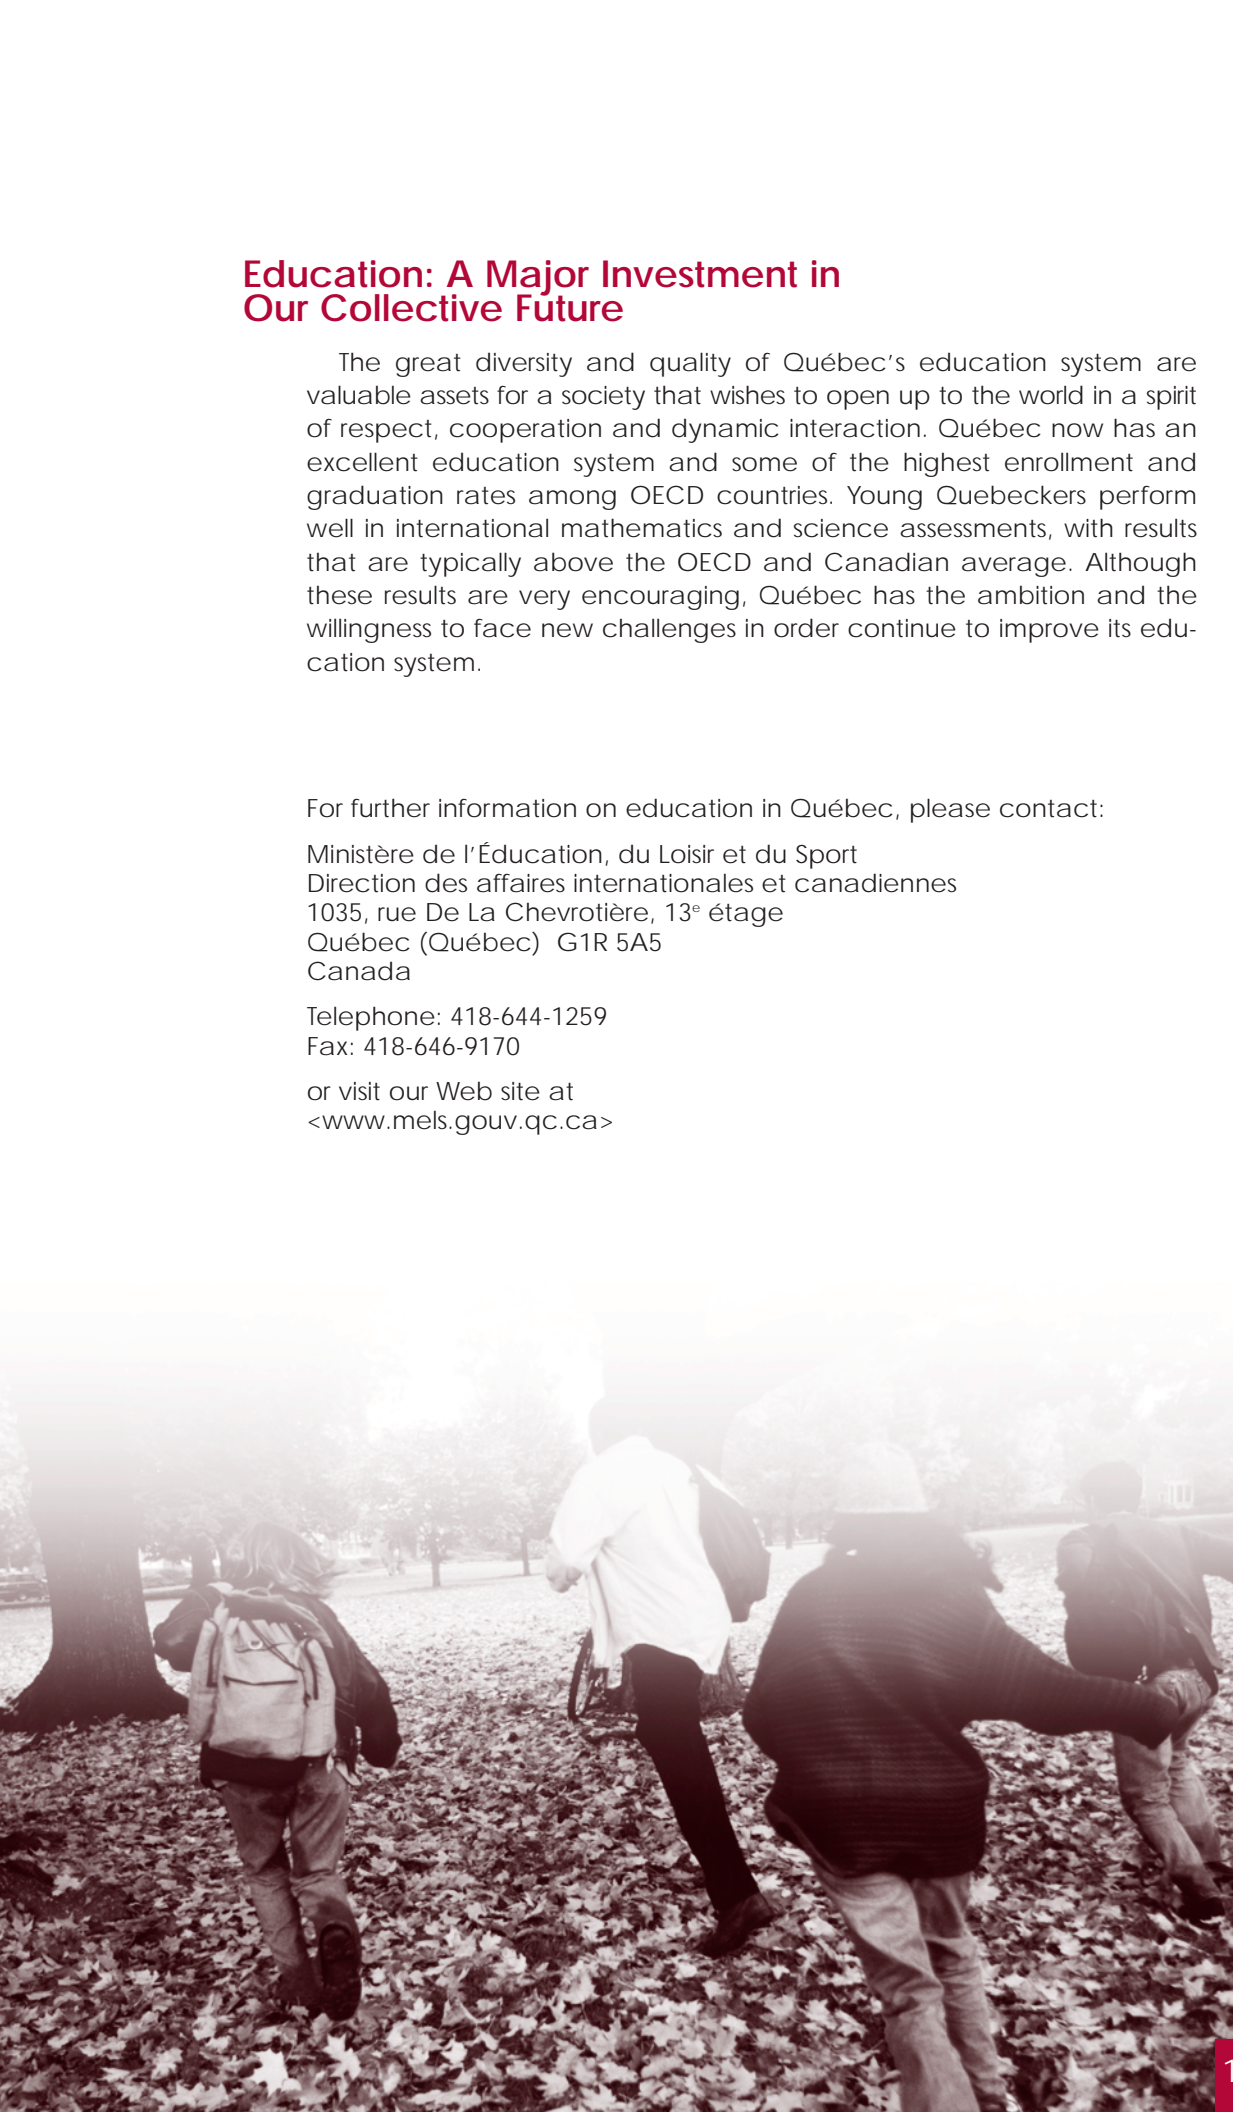 Education: A Major Investment in
Our Collective Future
The great diversity and quality of Québec's education system are
valuable assets for a society that wishes to open up to the world in a spirit
of respect, cooperation and dynamic interaction. Québec now has an
excellent education system and some of the highest enrollment and
graduation rates among OECD countries. Young Quebeckers perform
well in international mathematics and science assessments, with results
that are typically above the OECD and Canadian average. Although
these results are very encouraging, Québec has the ambition and the
willingness to face new challenges in order continue to improve its edu-
cation system.
For further information on education in Québec, please contact:
Ministère de l'Éducation, du Loisir et du Sport
Direction des affaires internationales et canadiennes
1035, rue De La Chevrotière, 13e étage
Québec (Québec) G1R 5A5
Canada
Telephone: 418-644-1259
Fax: 418-646-9170
or visit our Web site at
<www.mels.gouv.qc.ca>